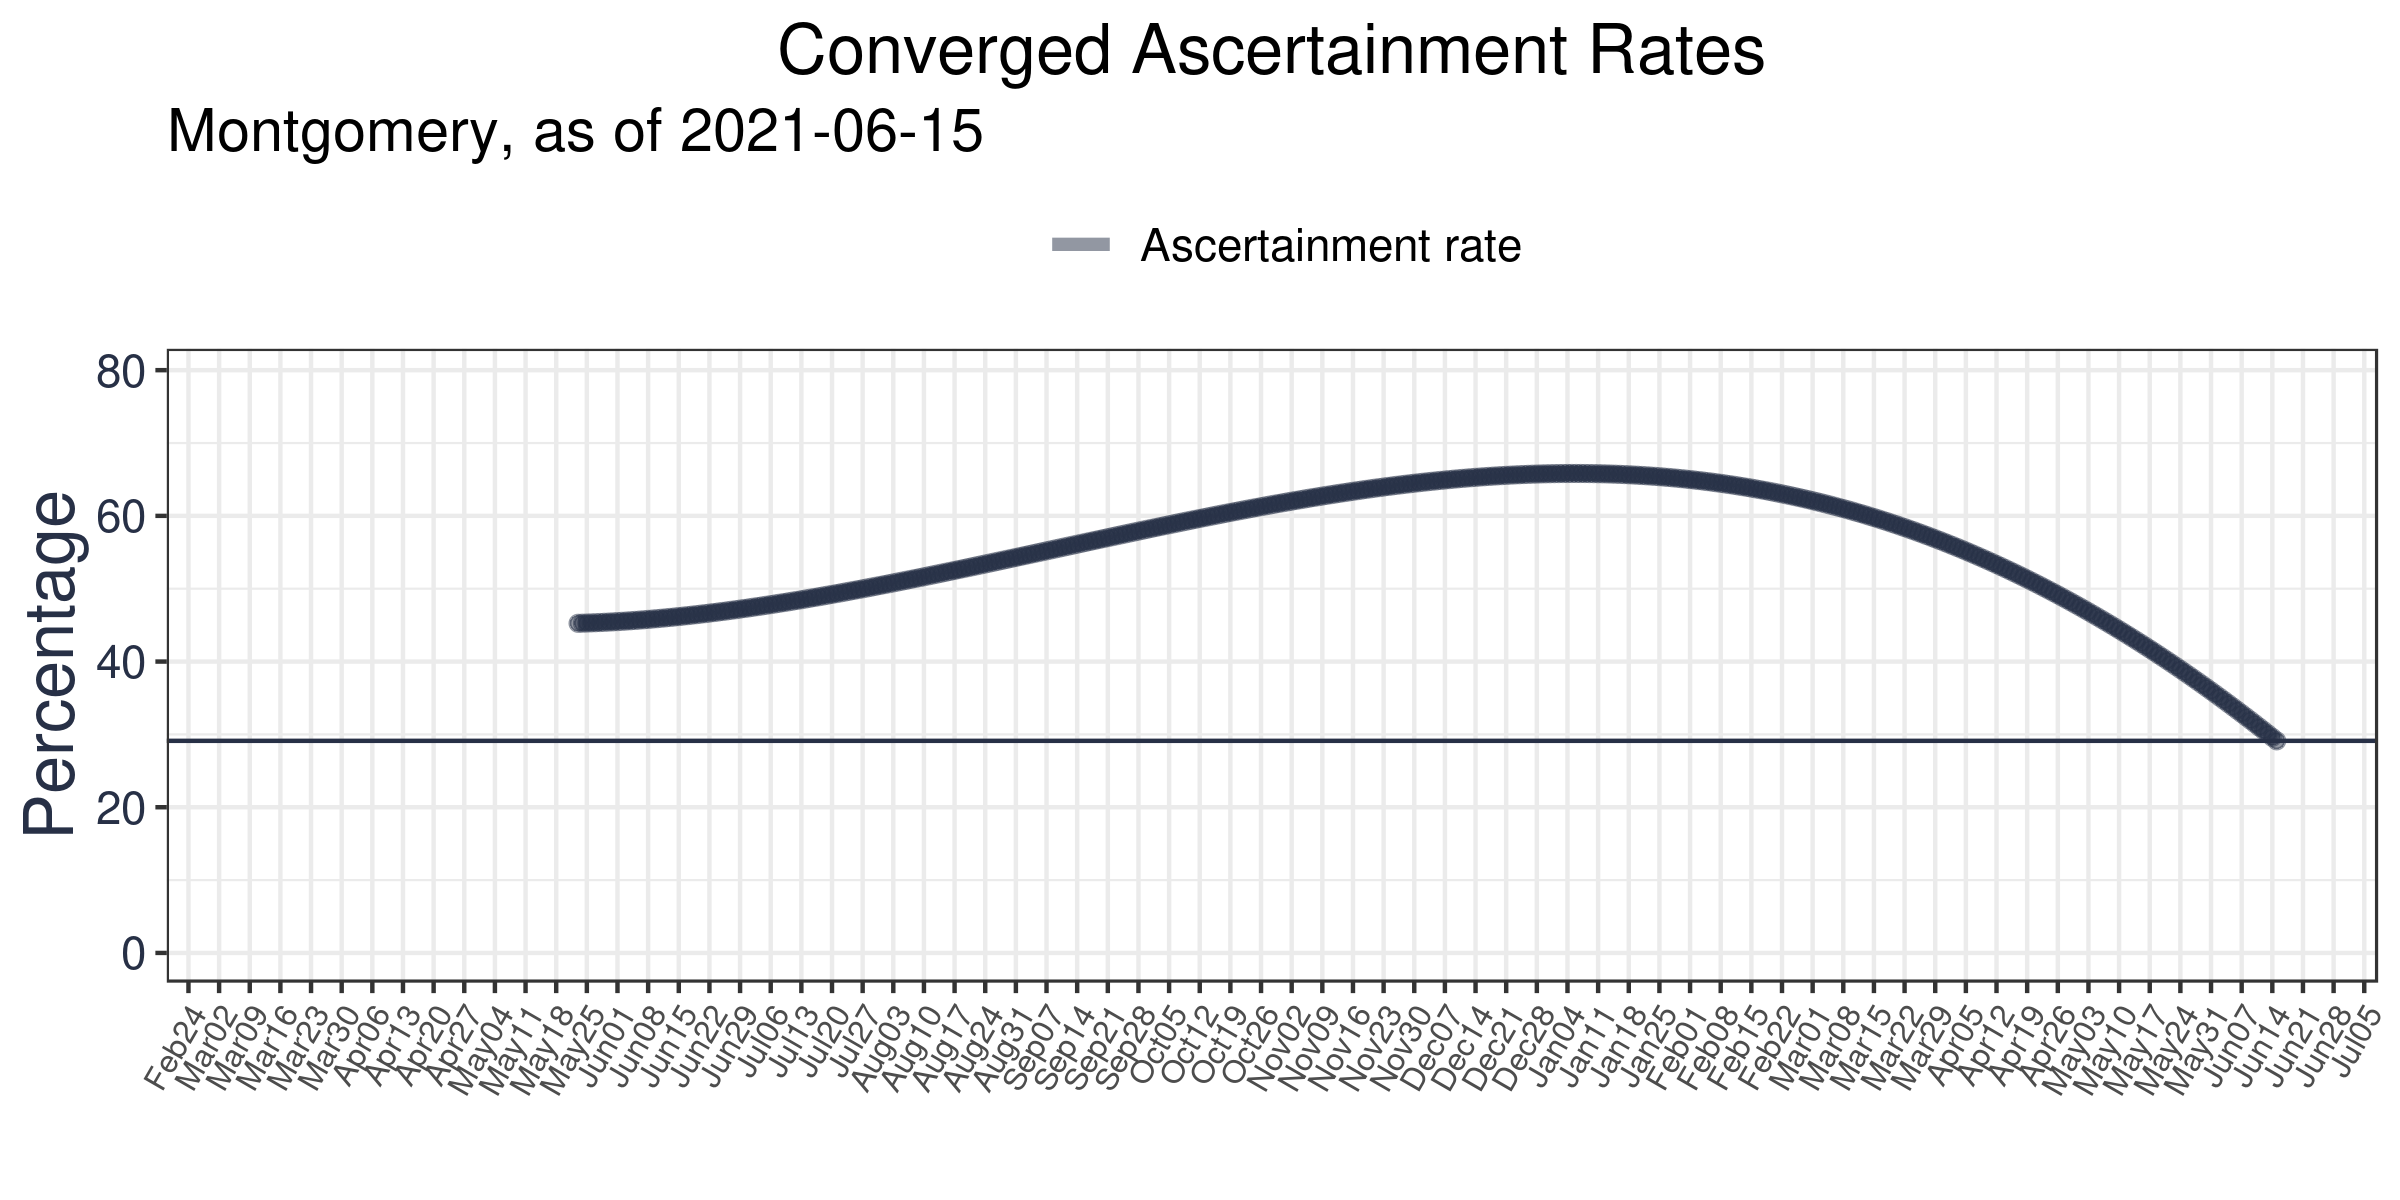 Converged Ascertainment Rates
Montgomery, as of 2021-06-15
Ascertainment rate
Percentage
80
60
40
20
0
Feb24
Mar02
Mar09
Mar16
Mar23
Mar30
Apr06
Apr13
Apr20
Apr27
May04
May11
May18
May25
Jun01
Jun08
Jun15
Jun22
Jun29
Jul06
Jul13
Jul20
Jul27
Aug03
Aug10
Aug17
Aug24
Aug31
Sep07
Sep14
Sep21
Sep28
Oct05
Oct12
Oct19
Oct26
Nov02
Nov09
Nov16
Nov23
Nov30
Dec07
Dec14
Dec21
Dec28
Jan04
Jan11
Jan18
Jan25
Feb01
Feb08
Feb15
Feb22
Mar01
Mar08
Mar15
Mar22
Mar29
Apr05
Apr12
Apr19
Apr26
May03
May10
May17
May24
May31
Jun07
Jun14
Jun21
Jun28
Jul05